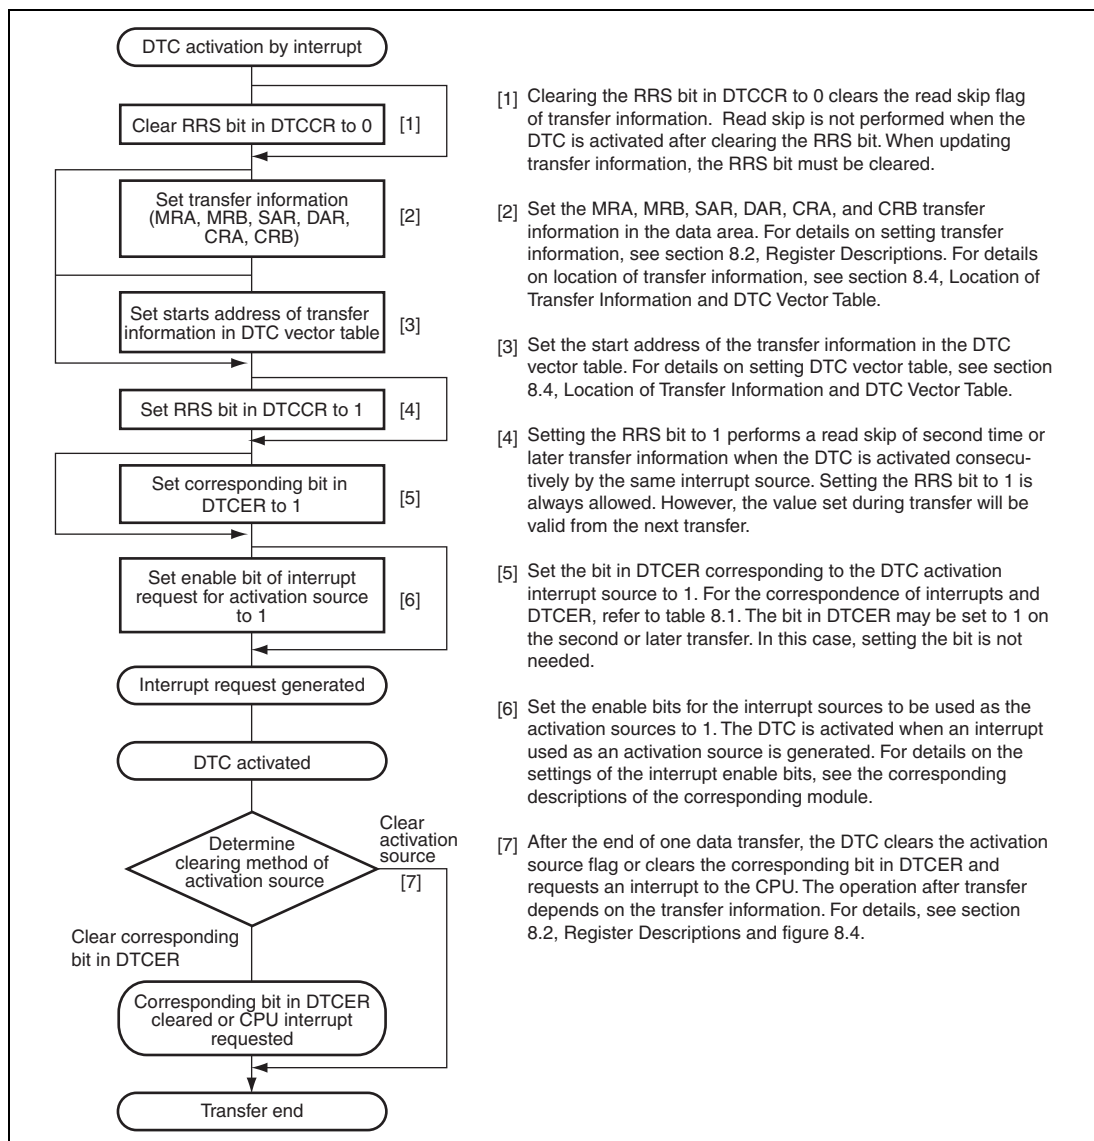 DTC activation by interrupt
Clear RRS bit in DTCCR to 0
[1]
Set transfer information
(MRA, MRB, SAR, DAR,
CRA, CRB)
[2]
Set starts address of transfer
information in DTC vector table
[3]
Set RRS bit in DTCCR to 1
[4]
Set corresponding bit in
DTCER to 1
[5]
Set enable bit of interrupt
request for activation source
to 1
[6]
Interrupt request generated
DTC activated
Determine
clearing method of
activation source
Clear
activation
source
[7]
Clear corresponding
bit in DTCER
Corresponding bit in DTCER
cleared or CPU interrupt
requested
Transfer end
[1] Clearing the RRS bit in DTCCR to 0 clears the read skip flag
of transfer information. Read skip is not performed when the
DTC is activated after clearing the RRS bit. When updating
transfer information, the RRS bit must be cleared.
[2] Set the MRA, MRB, SAR, DAR, CRA, and CRB transfer
information in the data area. For details on setting transfer
information, see section 8.2, Register Descriptions. For details
on location of transfer information, see section 8.4, Location of
Transfer Information and DTC Vector Table.
[3] Set the start address of the transfer information in the DTC
vector table. For details on setting DTC vector table, see section
8.4, Location of Transfer Information and DTC Vector Table.
[4] Setting the RRS bit to 1 performs a read skip of second time or
later transfer information when the DTC is activated consecu-
tively by the same interrupt source. Setting the RRS bit to 1 is
always allowed. However, the value set during transfer will be
valid from the next transfer.
[5] Set the bit in DTCER corresponding to the DTC activation
interrupt source to 1. For the correspondence of interrupts and
DTCER, refer to table 8.1. The bit in DTCER may be set to 1 on
the second or later transfer. In this case, setting the bit is not
needed.
[6] Set the enable bits for the interrupt sources to be used as the
activation sources to 1. The DTC is activated when an interrupt
used as an activation source is generated. For details on the
settings of the interrupt enable bits, see the corresponding
descriptions of the corresponding module.
[7] After the end of one data transfer, the DTC clears the activation
source flag or clears the corresponding bit in DTCER and
requests an interrupt to the CPU. The operation after transfer
depends on the transfer information. For details, see section
8.2, Register Descriptions and figure 8.4.